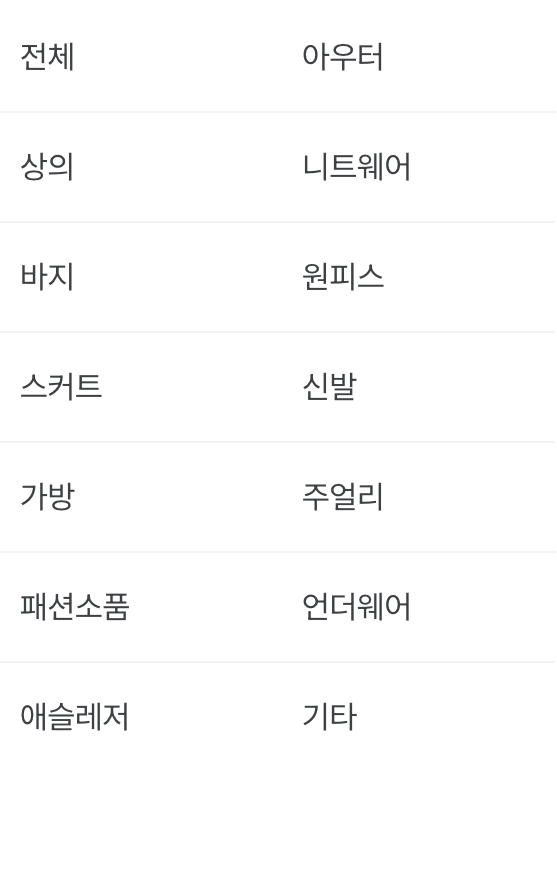 전체 아우터
상의 니트웨어
바지 원피스
스커트 신발
가방 주얼리
패션소품 언더웨어
애슬레저 기타